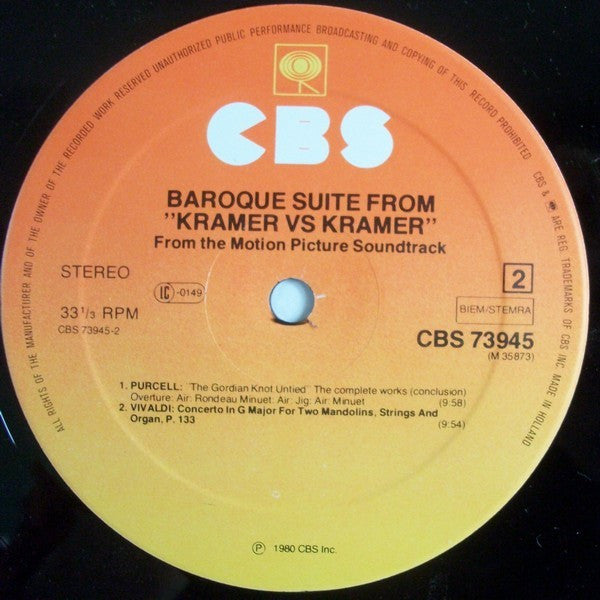 ALL RIGHTS OF THE MANUFACTURER AND OF THE OWNER OF THE RECORDED WORK RESERVED UNAUTHORIZED PUBLIC PERFORMANCE BROADCASTING AND COPYING OF THIS RECORD PROHIBITED
CBS & ARE REG. TRADEMARKS OF CBS INC. MADE IN HOLLAND
CBS
BAROQUE SUITE FROM
"KRAMER VS KRAMER"
From the Motion Picture Soundtrack
STEREO
LC -0149
2
33 1/3 RPM
BIEM/STEMRA
CBS 73945-2
CBS 73945
(M 35873)
1. PURCELL: "The Gordian Knot Untied" The complete works (conclusion)
Overture: Air: Rondeau Minuet: Air: Jig: Air: Minuet (9:58)
2. VIVALDI: Concerto In G Major For Two Mandolins, Strings And
Organ, P. 133 (9:54)
℗ 1980 CBS Inc.